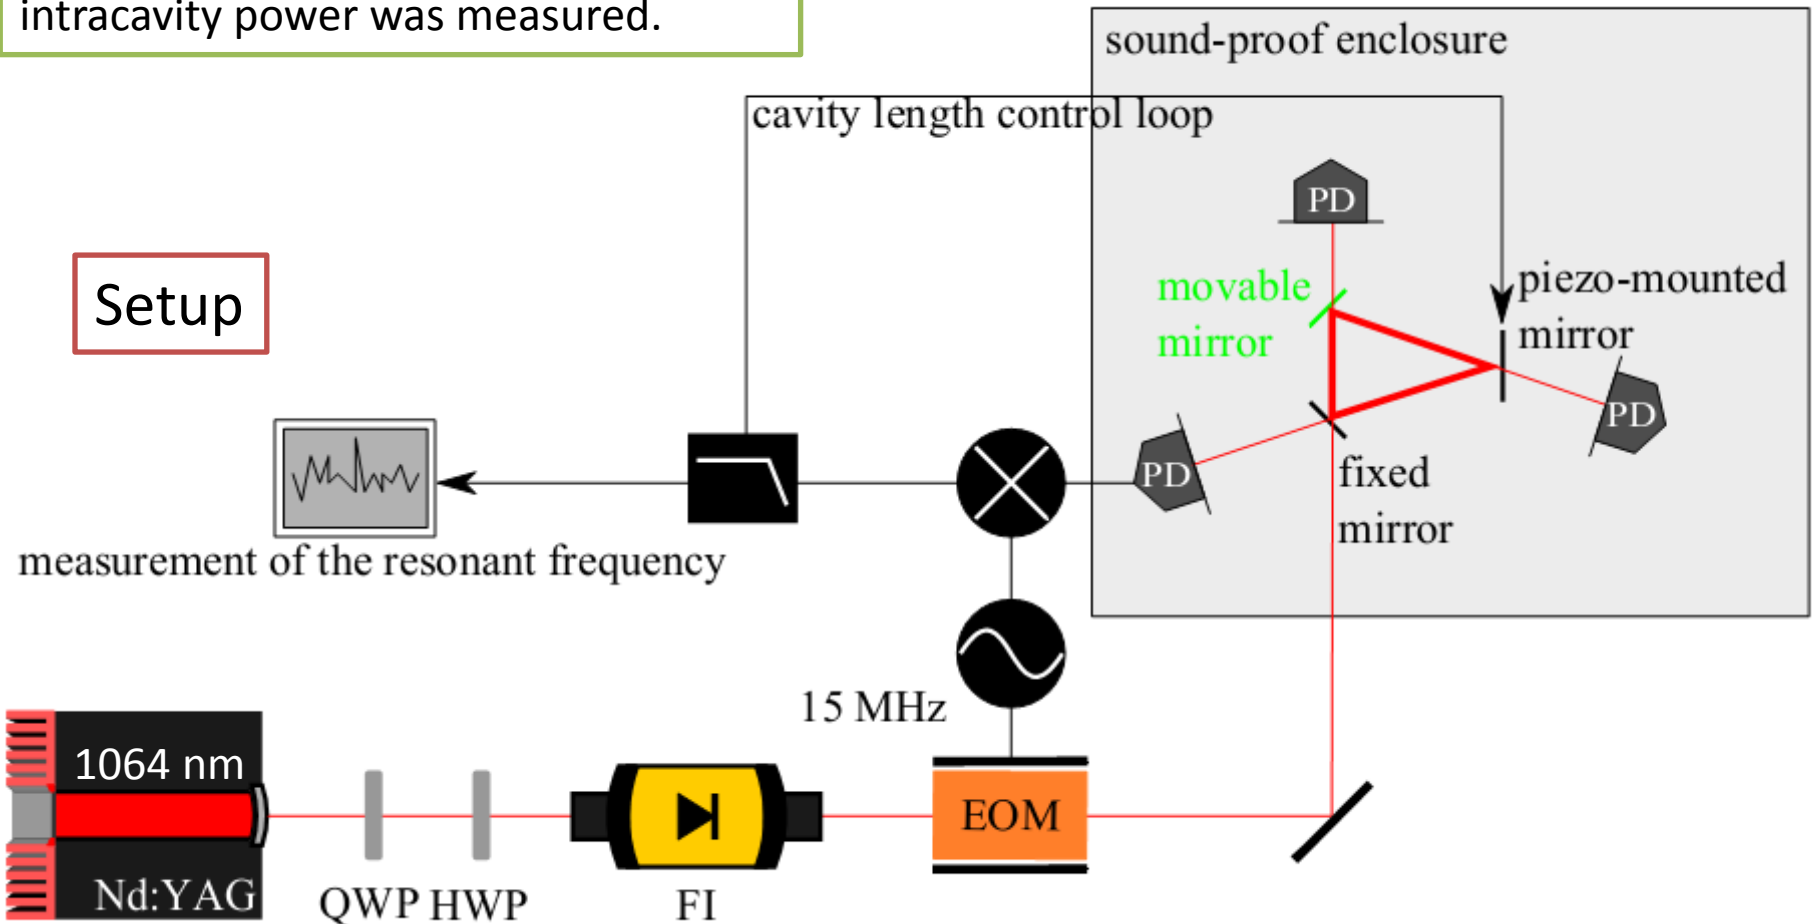 intracavity power was measured.
sound-proof enclosure
cavity length control loop
PD
Setup
movable
mirror
piezo-mounted
mirror
PD
PD
fixed
mirror
measurement of the resonant frequency
15 MHz
1064 nm
EOM
Nd:YAG
QWP HWP
FI